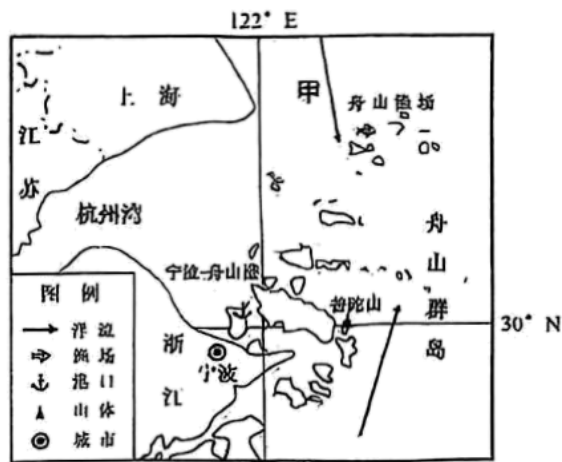 122° E
甲
上海
舟山渔场
江苏
杭州湾
舟山群岛
宁波-舟山港
普陀山
30° N
浙江
宁波
图例
洋流
渔场
港口
山体
城市